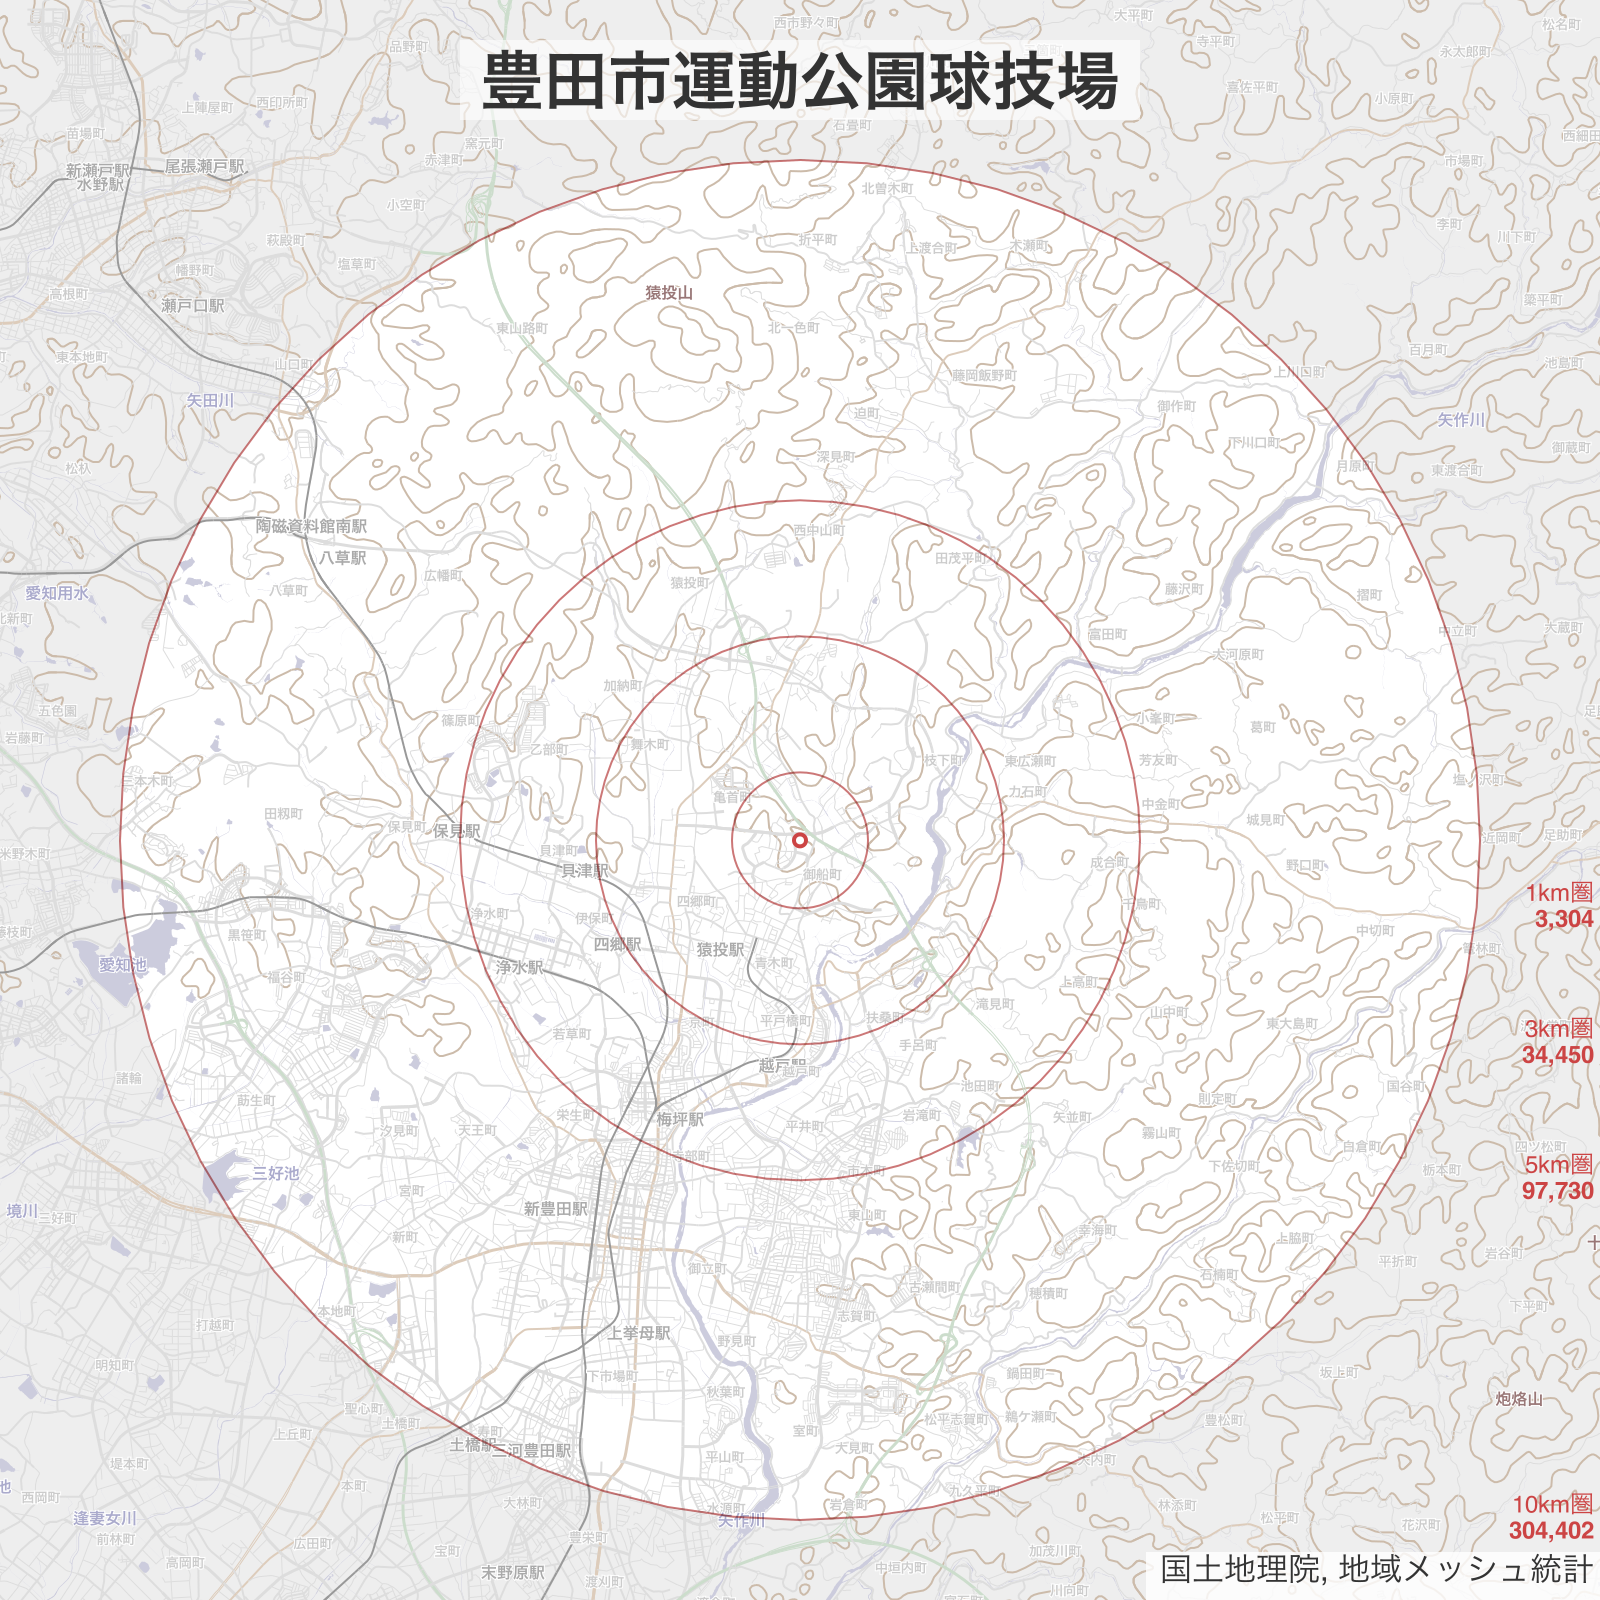 豊田市運動公園球技場
西市野々町
大平町
松名町
品野町
寺平町
永太郎町
上陣屋町
西印所町
喜佐平町
小原町
苗場町
窯元町
石畳町
西細田
新瀬戸駅
水野駅
尾張瀬戸駅
赤津町
市場町
北曽木町
小空町
李町
萩殿町
折平町
上渡合町
木瀬町
川下町
幡野町
塩草町
高根町
瀬戸口駅
猿投山
梁平町
東山路町
北一色町
東本地町
山口町
百月町
池島町
藤岡飯野町
上川口町
矢田川
迫町
御作町
矢作川
下川口町
御蔵町
松杁
深見町
月原町
東渡合町
陶磁資料館南駅
西中山町
八草駅
田茂平町
広幡町
猿投町
愛知用水
八草町
藤沢町
摺町
北新町
富田町
中立町
大蔵町
大河原町
加納町
五色園
篠原町
小峯町
葛町
岩藤町
舞木町
乙部町
枝下町
東広瀬町
芳友町
三本木町
塩ノ沢町
亀首町
九石町
中金町
田籾町
保見町
保見駅
城見町
近岡町
足助町
米野木町
貝津町
貝津駅
成合町
野口町
御船町
1km圏
3,304
四郷町
千鳥町
浄水町
伊保町
藤枝町
黒笹町
四郷駅
猿投駅
中切町
篭林町
愛知池
浄水駅
青木町
福谷町
上高町
滝見町
山中町
若草町
京町
平戸橋町
扶桑町
東大島町
3km圏
34,450
手呂町
越戸駅
越戸町
諸輪
池田町
国谷町
莇生町
則定町
栄生町
梅坪駅
岩滝町
矢並町
汐見町
天王町
平井町
霧山町
白倉町
四ツ松町
寺部町
5km圏
97,730
三好池
市木町
下佐切町
栃木町
宮町
境川
三好町
新豊田駅
東山町
新町
幸海町
上脇町
岩谷町
平折町
御立町
石楠町
古瀬間町
穂積町
本地町
志賀町
下平町
打越町
上挙母駅
野見町
明知町
下市場町
鍋田町
坂上町
秋葉町
炮烙山
聖心町
土橋町
松平志賀町
鵜ケ瀬町
豊松町
上丘町
寿町
室町
土橋駅
三河豊田駅
大見町
堤本町
平山町
大内町
本町
九久平町
西岡町
大林町
水源町
岩倉町
林添町
10km圏
304,402
逢妻女川
矢作川
松平町
花沢町
前林町
広田町
豊栄町
宝町
加茂川町
高岡町
末野原駅
中垣内町
渡刈町
川向町
国土地理院, 地域メッシュ統計